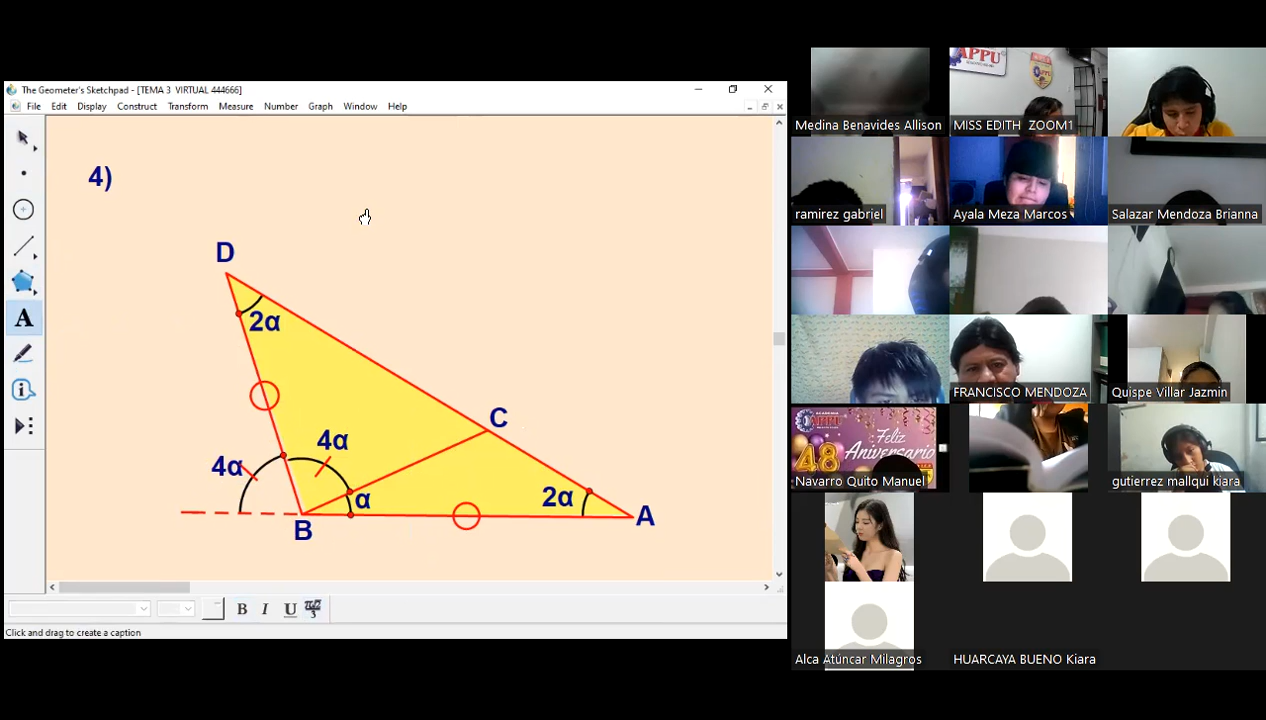 The Geometer's Sketchpad - [TEMA 3 VIRTUAL 444666]
File Edit Display Construct Transform Measure Number Graph Window Help
4)
D
2α
C
4α
4α
α
2α
A
B
A
B I U
Click and drag to create a caption
Medina Benavides Allison
APPU
APPU
MISS EDITH ZOOM1
ramirez gabriel
Ayala Meza Marcos
Salazar Mendoza Brianna
FRANCISCO MENDOZA
Quispe Villar Jazmin
ACADEMIA
APPU
Feliz
48 Aniversario
Navarro Quito Manuel
gutierrez mallqui kiara
Alca Atúncar Milagros
HUARCAYA BUENO Kiara